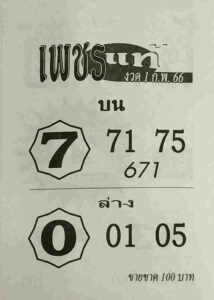 เพชรแท้
งวด 1 ก.พ. 66
บน
7 71 75
671
ล่าง
0 01 05
ขายขาด 100 บาท